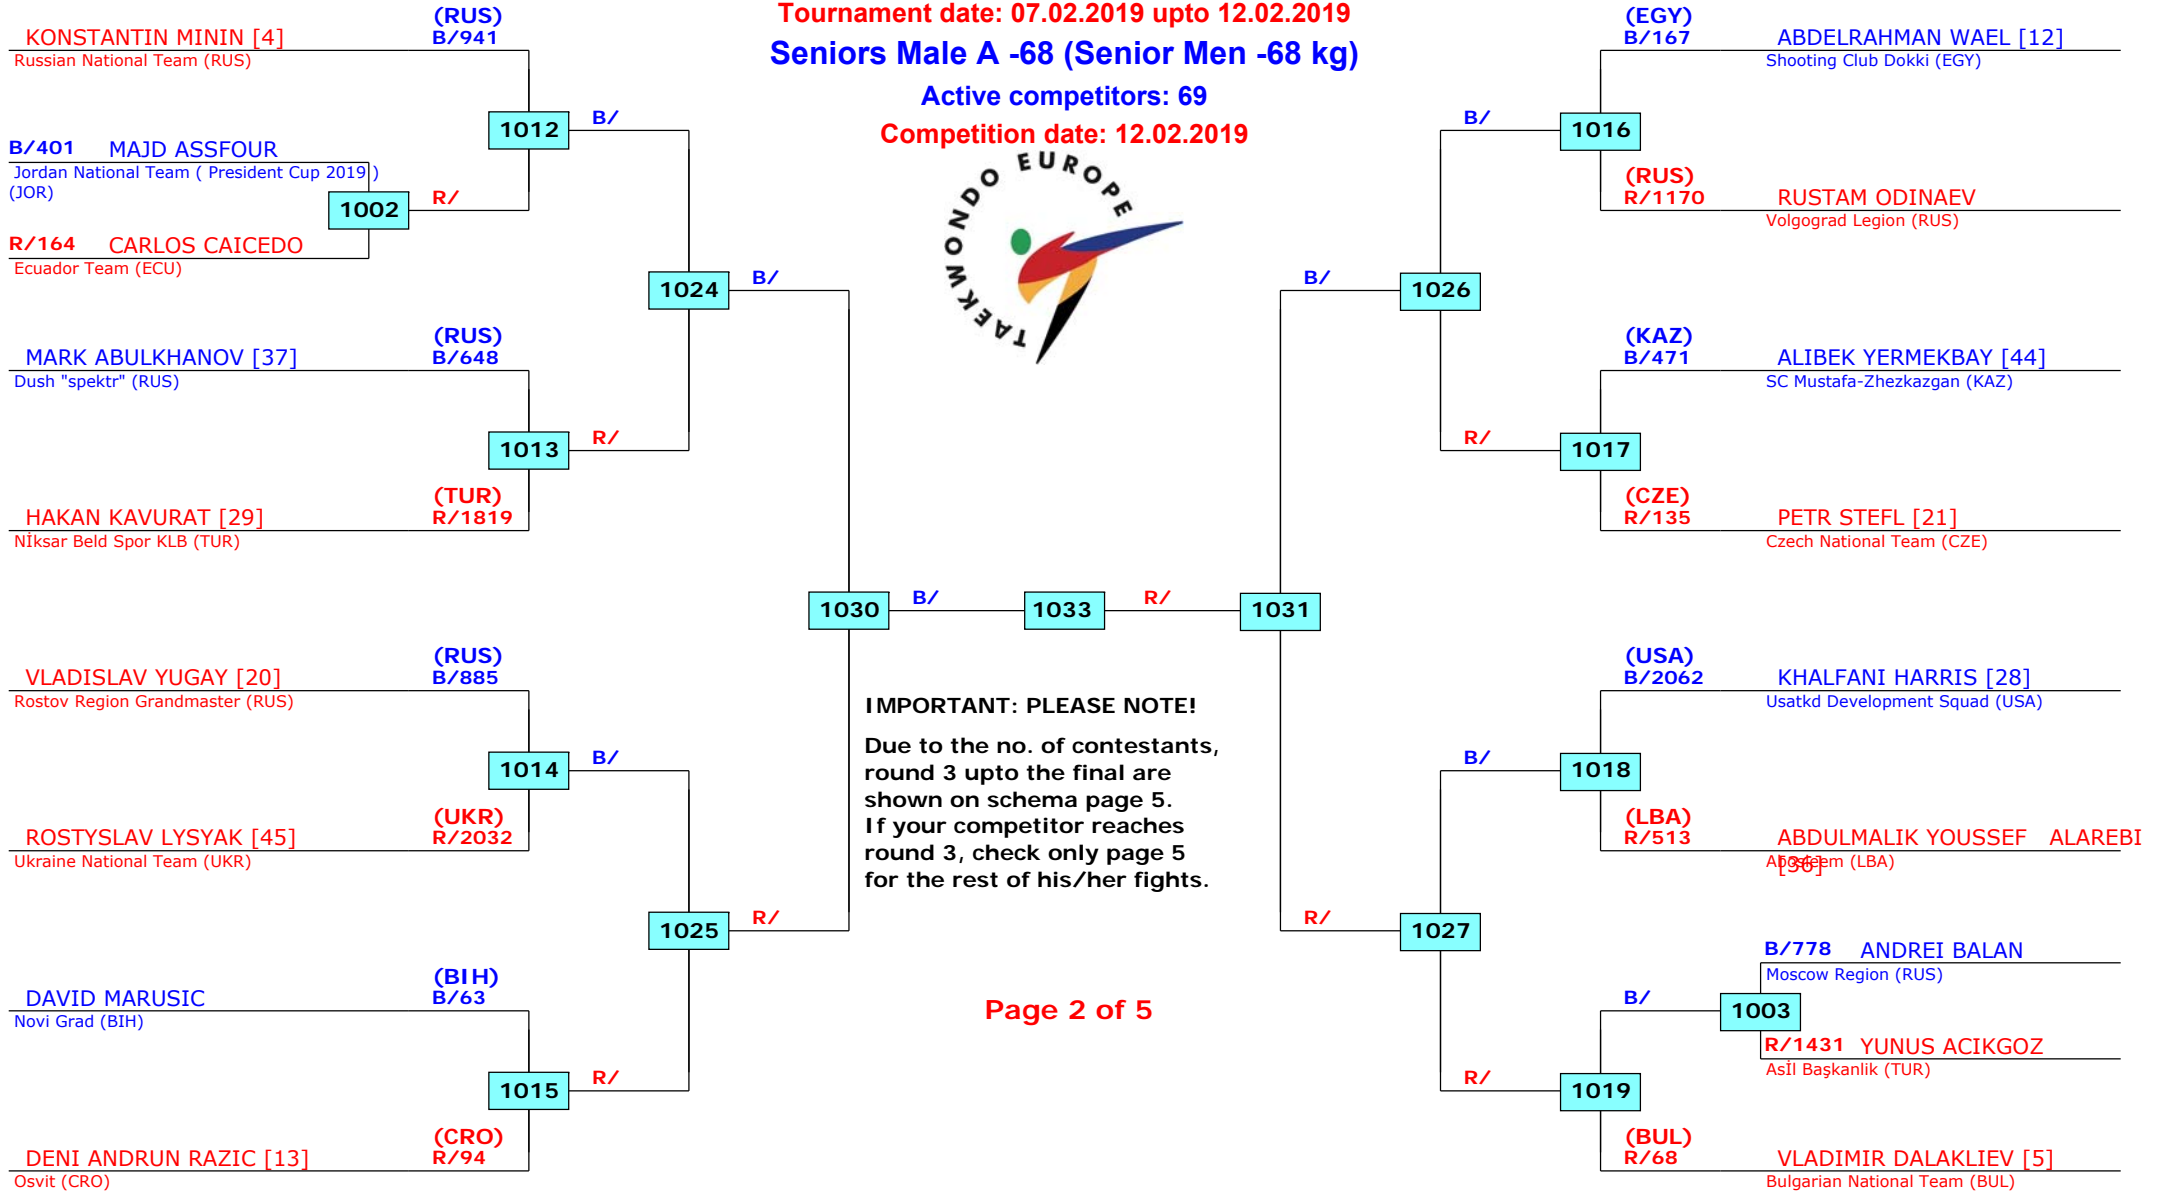 Tournament date: 07.02.2019 upto 12.02.2019
Seniors Male A -68 (Senior Men -68 kg)
Active competitors: 69
Competition date: 12.02.2019
TAEKWONDO EUROPE
(RUS)
KONSTANTIN MININ [4] B/941
Russian National Team (RUS)
1012 B/
B/401 MAJD ASSFOUR
Jordan National Team ( President Cup 2019 )
(JOR)
1002 R/
R/164 CARLOS CAICEDO
Ecuador Team (ECU)
1024 B/
(RUS)
MARK ABULKHANOV [37] B/648
Dush "spektr" (RUS)
1013 R/
(TUR)
HAKAN KAVURAT [29] R/1819
Nİksar Beld Spor KLB (TUR)
1030 B/ 1033 R/ 1031
(RUS)
VLADISLAV YUGAY [20] B/885
Rostov Region Grandmaster (RUS)
1014 B/
(UKR)
ROSTYSLAV LYSYAK [45] R/2032
Ukraine National Team (UKR)
1025 R/
(BIH)
DAVID MARUSIC B/63
Novi Grad (BIH)
1015 R/
(CRO)
DENI ANDRUN RAZIC [13] R/94
Osvit (CRO)
IMPORTANT: PLEASE NOTE!
Due to the no. of contestants,
round 3 upto the final are
shown on schema page 5.
If your competitor reaches
round 3, check only page 5
for the rest of his/her fights.
Page 2 of 5
(EGY)
B/167 ABDELRAHMAN WAEL [12]
Shooting Club Dokki (EGY)
B/ 1016
(RUS)
R/1170 RUSTAM ODINAEV
Volgograd Legion (RUS)
B/ 1026
(KAZ)
B/471 ALIBEK YERMEKBAY [44]
SC Mustafa-Zhezkazgan (KAZ)
R/ 1017
(CZE)
R/135 PETR STEFL [21]
Czech National Team (CZE)
(USA)
B/2062 KHALFANI HARRIS [28]
Usatkd Development Squad (USA)
B/ 1018
(LBA)
R/513 ABDULMALIK YOUSSEF ALAREBI
[36]
(LBA)
R/ 1027
B/778 ANDREI BALAN
Moscow Region (RUS)
B/ 1003
R/1431 YUNUS ACIKGOZ
Asİl Başkanlik (TUR)
R/ 1019
(BUL)
R/68 VLADIMIR DALAKLIEV [5]
Bulgarian National Team (BUL)